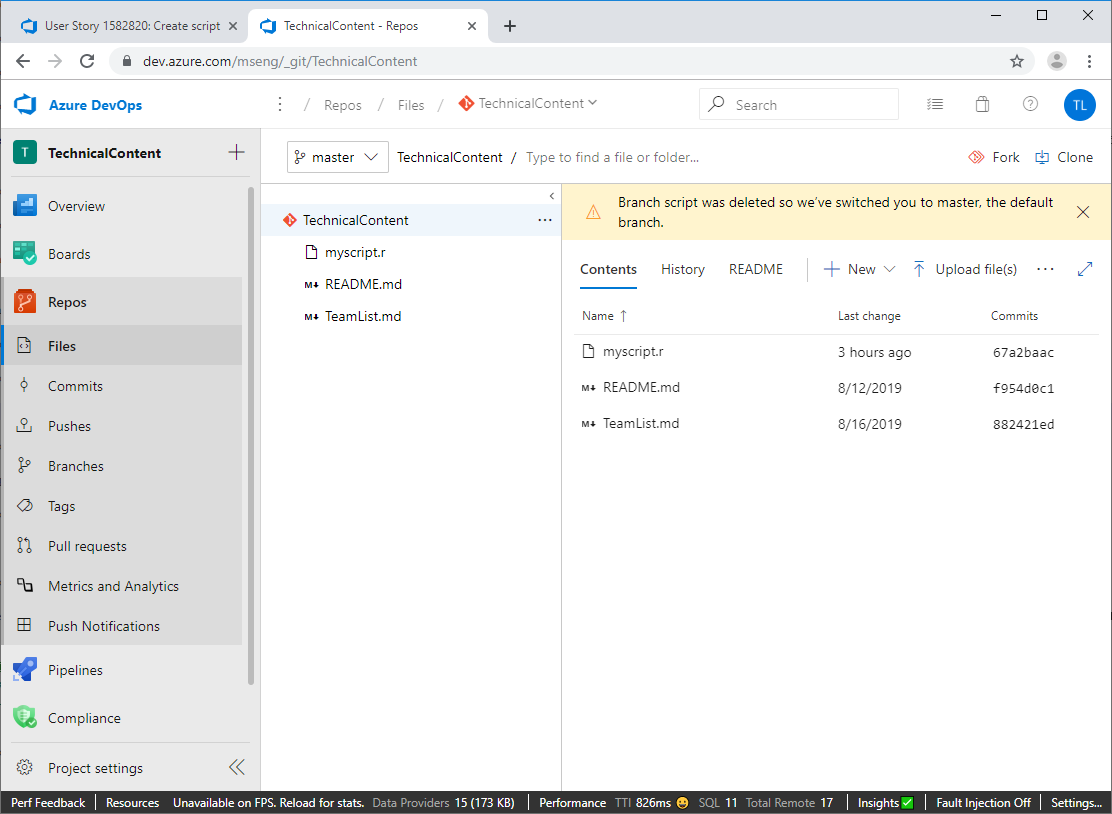 User Story 1582820: Create script
TechnicalContent - Repos
dev.azure.com/mseng/_git/TechnicalContent
Azure DevOps
/ Repos / Files / TechnicalContent
Search
TL
T TechnicalContent
master
TechnicalContent / Type to find a file or folder...
Fork
Clone
Overview
Boards
Repos
Files
Commits
Pushes
Branches
Tags
Pull requests
Metrics and Analytics
Push Notifications
Pipelines
Compliance
Project settings
TechnicalContent
myscript.r
M↓ README.md
M↓ TeamList.md
Branch script was deleted so we've switched you to master, the default
branch.
Contents History README New Upload file(s)
Name ↑ Last change Commits
myscript.r 3 hours ago 67a2baac
M↓ README.md 8/12/2019 f954d0c1
M↓ TeamList.md 8/16/2019 882421ed
Perf Feedback Resources Unavailable on FPS. Reload for stats. Data Providers 15 (173 KB) Performance TTI 826ms SQL 11 Total Remote 17 Insights Fault Injection Off Settings...